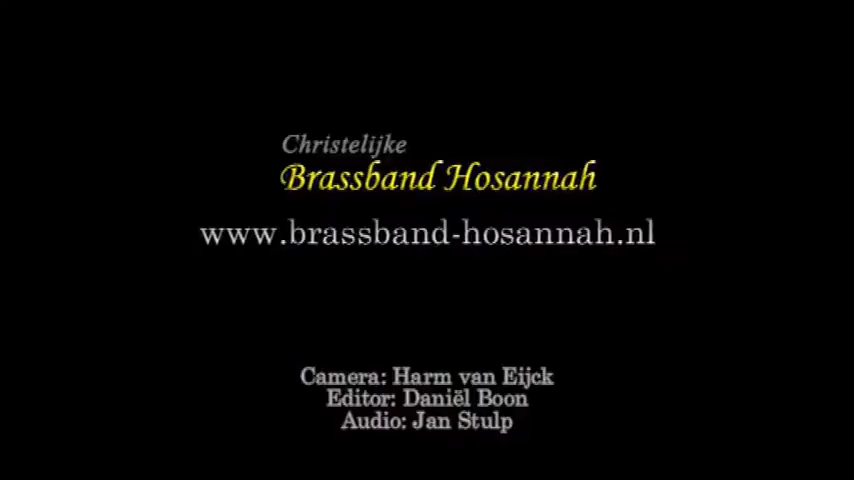 Christelijke
Brassband Hosannah
www.brassband-hosannah.nl
Camera: Harm van Eijck
Editor: Daniël Boon
Audio: Jan Stulp